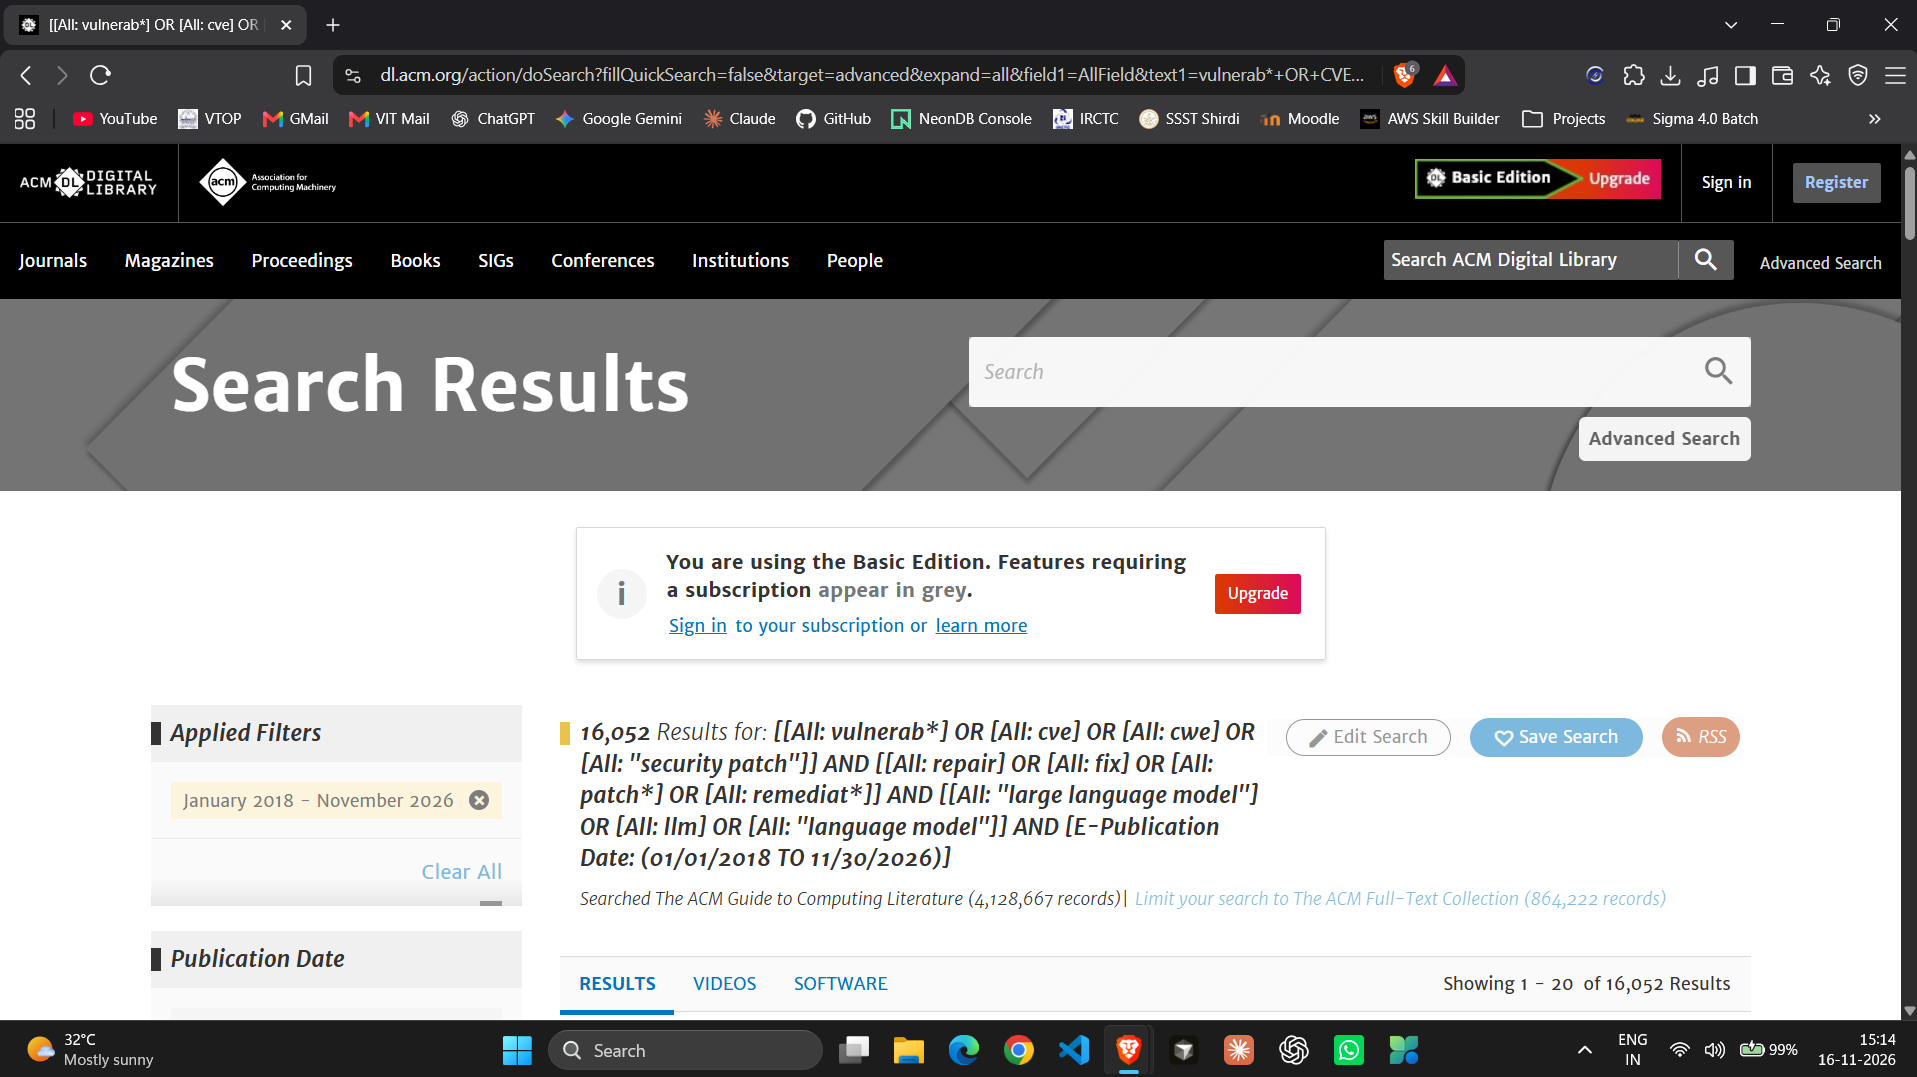 [[All: vulnerab*] OR [All: cve] OR
dl.acm.org/action/doSearch?fillQuickSearch=false&target=advanced&expand=all&field1=AllField&text1=vulnerab*+OR+CVE...
6
YouTube
VTOP
GMail
VIT Mail
ChatGPT
Google Gemini
Claude
GitHub
NeonDB Console
IRCTC
SSST Shirdi
Moodle
AWS Skill Builder
Projects
Sigma 4.0 Batch
ACM DL DIGITAL LIBRARY
acm Association for
Computing Machinery
DL Basic Edition Upgrade
Sign in
Register
Journals
Magazines
Proceedings
Books
SIGs
Conferences
Institutions
People
Search ACM Digital Library
Advanced Search
Search Results
Search
Advanced Search
You are using the Basic Edition. Features requiring
a subscription appear in grey.
Sign in to your subscription or learn more
Upgrade
Applied Filters
January 2018 - November 2026
Clear All
Publication Date
16,052 Results for: [[All: vulnerab*] OR [All: cve] OR [All: cwe] OR
[All: "security patch"]] AND [[All: repair] OR [All: fix] OR [All:
patch*] OR [All: remediat*]] AND [[All: "large language model"]
OR [All: llm] OR [All: "language model"]] AND [E-Publication
Date: (01/01/2018 TO 11/30/2026)]
Edit Search
Save Search
RSS
Searched The ACM Guide to Computing Literature (4,128,667 records)| Limit your search to The ACM Full-Text Collection (864,222 records)
RESULTS
VIDEOS
SOFTWARE
Showing 1 - 20 of 16,052 Results
32°C
Mostly sunny
Search
ENG
IN
99%
15:14
16-11-2026